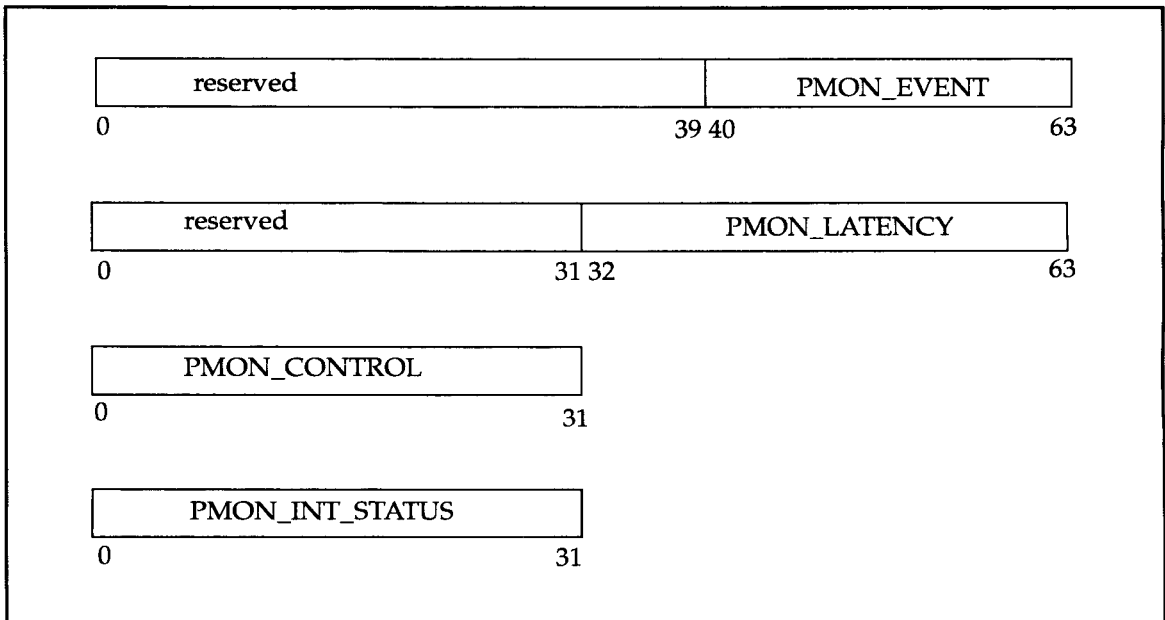 reserved PMON_EVENT
0 39 40 63
reserved PMON_LATENCY
0 31 32 63
PMON_CONTROL
0 31
PMON_INT_STATUS
0 31